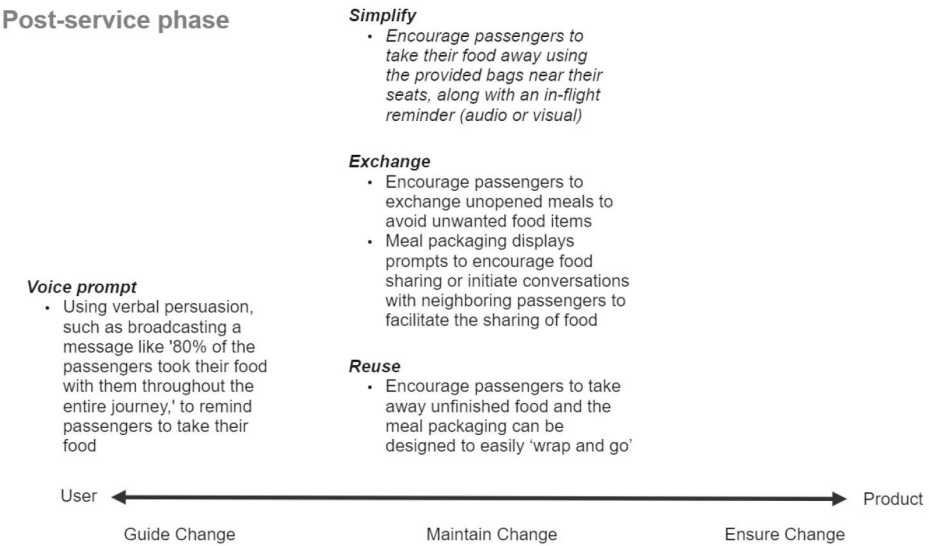 Post-service phase
Simplify
• Encourage passengers to
take their food away using
the provided bags near their
seats, along with an in-flight
reminder (audio or visual)
Exchange
• Encourage passengers to
exchange unopened meals to
avoid unwanted food items
• Meal packaging displays
prompts to encourage food
sharing or initiate conversations
with neighboring passengers to
facilitate the sharing of food
Voice prompt
• Using verbal persuasion,
such as broadcasting a
message like '80% of the
passengers took their food
with them throughout the
entire journey,' to remind
passengers to take their
food
Reuse
• Encourage passengers to take
away unfinished food and the
meal packaging can be
designed to easily ‘wrap and go’
User
Product
Guide Change
Maintain Change
Ensure Change